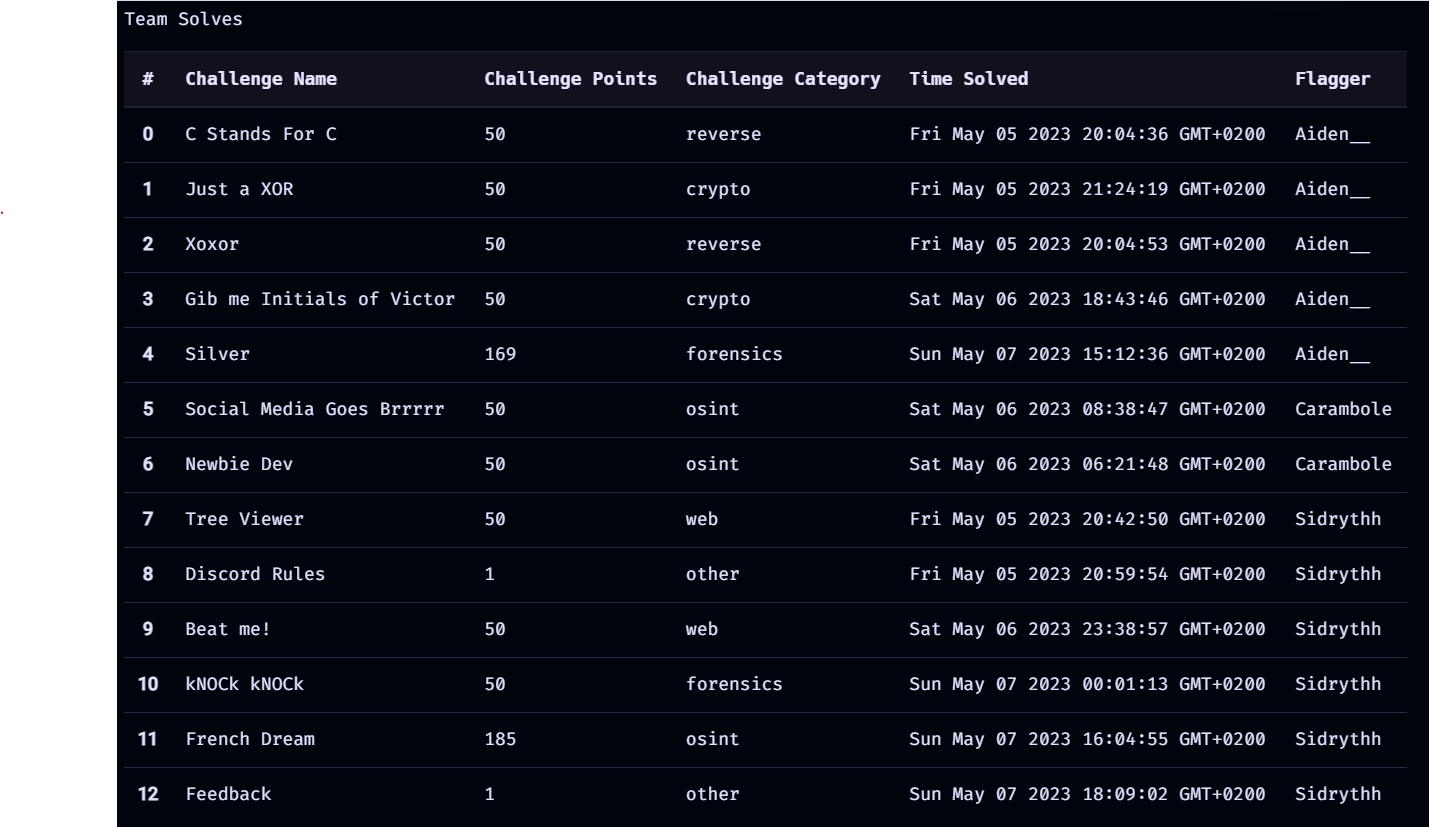 Team Solves
# Challenge Name Challenge Points Challenge Category Time Solved Flagger
0 C Stands For C 50 reverse Fri May 05 2023 20:04:36 GMT+0200 Aiden__
1 Just a XOR 50 crypto Fri May 05 2023 21:24:19 GMT+0200 Aiden__
2 Xoxor 50 reverse Fri May 05 2023 20:04:53 GMT+0200 Aiden__
3 Gib me Initials of Victor 50 crypto Sat May 06 2023 18:43:46 GMT+0200 Aiden__
4 Silver 169 forensics Sun May 07 2023 15:12:36 GMT+0200 Aiden__
5 Social Media Goes Brrrrr 50 osint Sat May 06 2023 08:38:47 GMT+0200 Carambole
6 Newbie Dev 50 osint Sat May 06 2023 06:21:48 GMT+0200 Carambole
7 Tree Viewer 50 web Fri May 05 2023 20:42:50 GMT+0200 Sidrythh
8 Discord Rules 1 other Fri May 05 2023 20:59:54 GMT+0200 Sidrythh
9 Beat me! 50 web Sat May 06 2023 23:38:57 GMT+0200 Sidrythh
10 kNOCk kNOCk 50 forensics Sun May 07 2023 00:01:13 GMT+0200 Sidrythh
11 French Dream 185 osint Sun May 07 2023 16:04:55 GMT+0200 Sidrythh
12 Feedback 1 other Sun May 07 2023 18:09:02 GMT+0200 Sidrythh